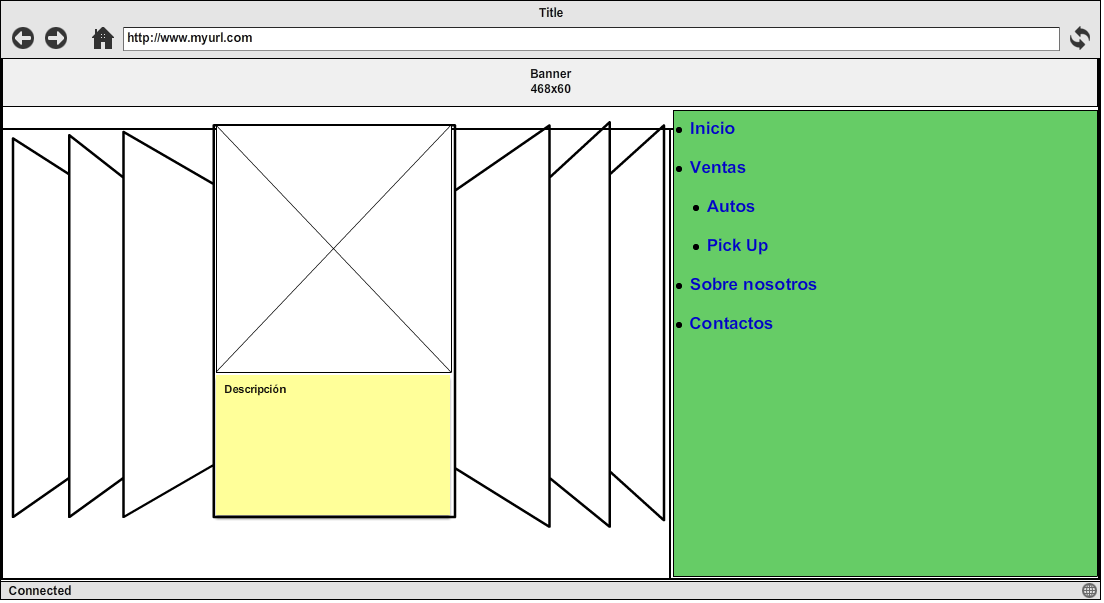 Title
http://www.myurl.com
Banner
468x60
Inicio
Ventas
Autos
Pick Up
Sobre nosotros
Contactos
Descripción
Connected